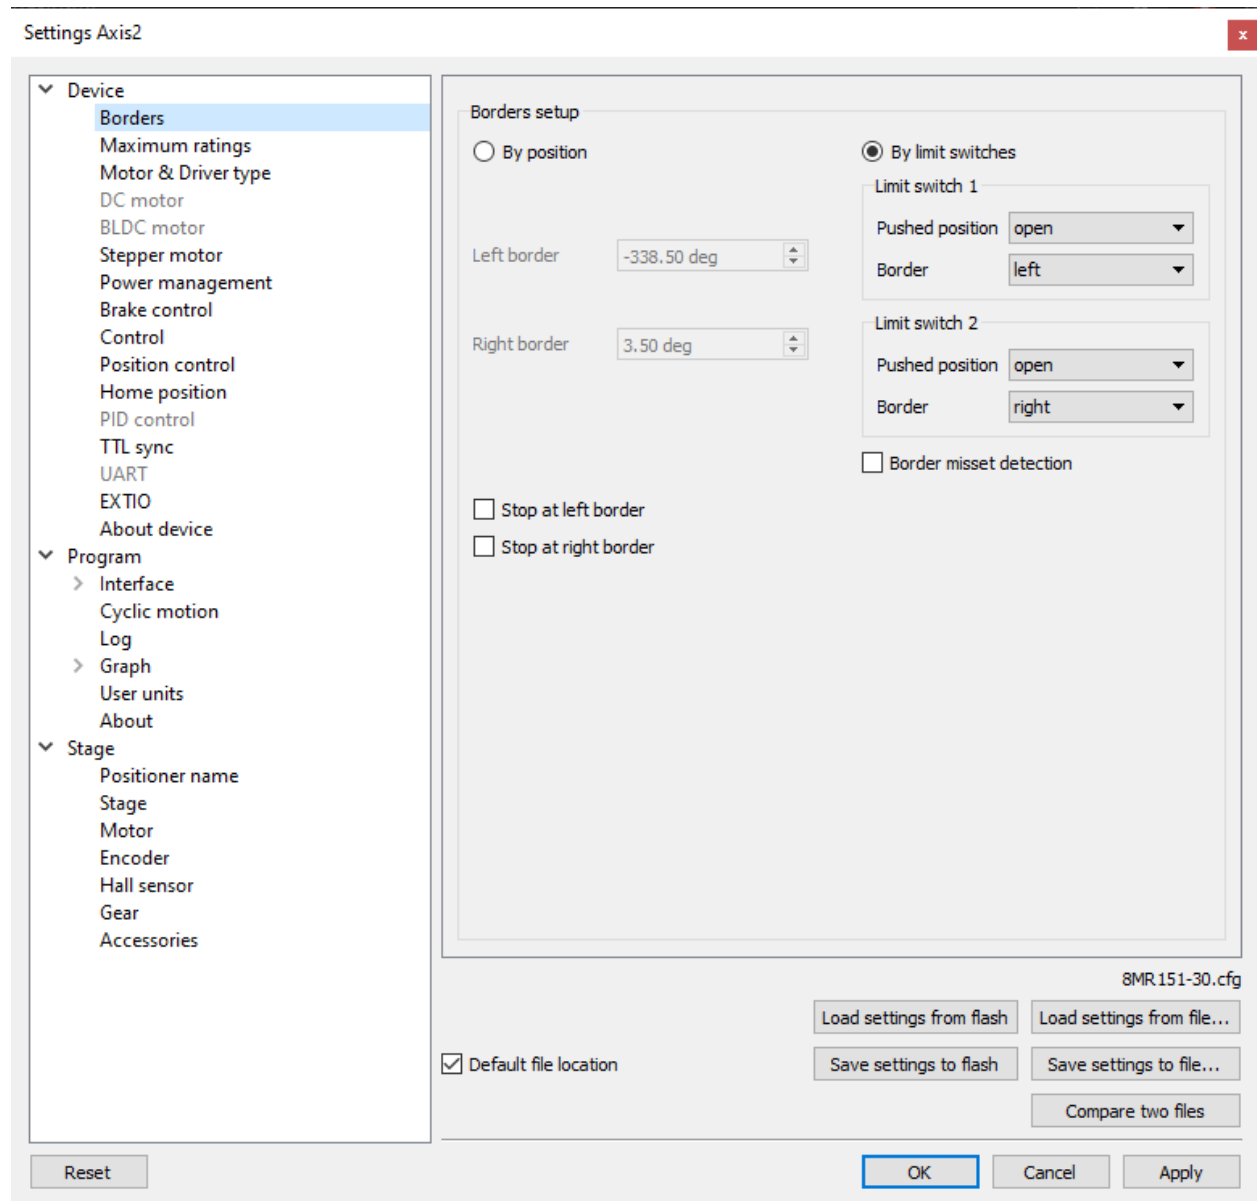 Settings Axis2
x
Device
Borders
Maximum ratings
Motor & Driver type
DC motor
BLDC motor
Stepper motor
Power management
Brake control
Control
Position control
Home position
PID control
TTL sync
UART
EXTIO
About device
Program
Interface
Cyclic motion
Log
Graph
User units
About
Stage
Positioner name
Stage
Motor
Encoder
Hall sensor
Gear
Accessories
Borders setup
By position
By limit switches
Limit switch 1
Pushed position open
Left border -338.50 deg
Border left
Limit switch 2
Right border 3.50 deg
Pushed position open
Border right
Border misset detection
Stop at left border
Stop at right border
8MR151-30.cfg
Load settings from flash
Load settings from file...
Default file location
Save settings to flash
Save settings to file...
Compare two files
Reset
OK
Cancel
Apply